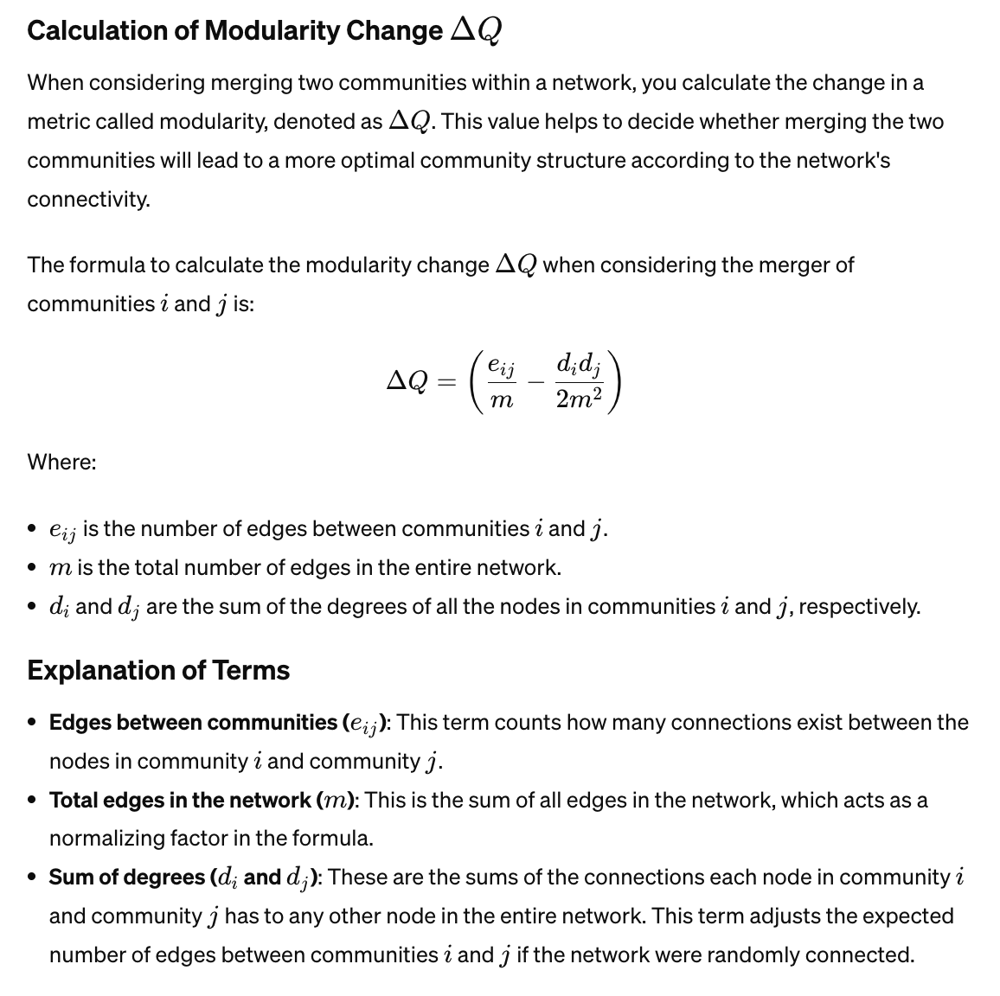 Calculation of Modularity Change ΔQ
When considering merging two communities within a network, you calculate the change in a
metric called modularity, denoted as ΔQ. This value helps to decide whether merging the two
communities will lead to a more optimal community structure according to the network's
connectivity.
The formula to calculate the modularity change ΔQ when considering the merger of
communities i and j is:
ΔQ = (e_{ij}/m − d_i d_j/2m²)
Where:
• e_{ij} is the number of edges between communities i and j.
• m is the total number of edges in the entire network.
• d_i and d_j are the sum of the degrees of all the nodes in communities i and j, respectively.
Explanation of Terms
• Edges between communities (e_{ij}): This term counts how many connections exist between the
nodes in community i and community j.
• Total edges in the network (m): This is the sum of all edges in the network, which acts as a
normalizing factor in the formula.
• Sum of degrees (d_i and d_j): These are the sums of the connections each node in community i
and community j has to any other node in the entire network. This term adjusts the expected
number of edges between communities i and j if the network were randomly connected.